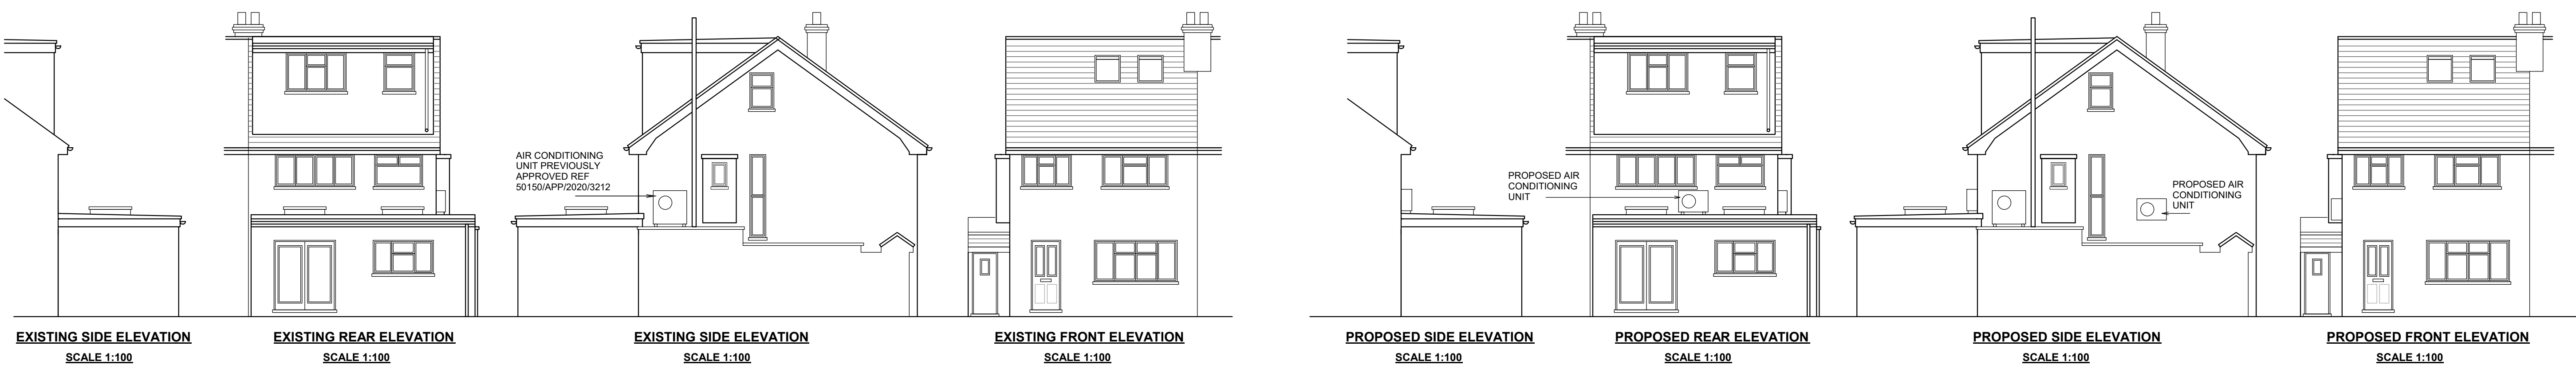 AIR CONDITIONING
UNIT PREVIOUSLY
APPROVED REF
50150/APP/2020/3212
PROPOSED AIR
CONDITIONING
UNIT
PROPOSED AIR
CONDITIONING
UNIT
EXISTING SIDE ELEVATION
SCALE 1:100
EXISTING REAR ELEVATION
SCALE 1:100
EXISTING SIDE ELEVATION
SCALE 1:100
EXISTING FRONT ELEVATION
SCALE 1:100
PROPOSED SIDE ELEVATION
SCALE 1:100
PROPOSED REAR ELEVATION
SCALE 1:100
PROPOSED SIDE ELEVATION
SCALE 1:100
PROPOSED FRONT ELEVATION
SCALE 1:100